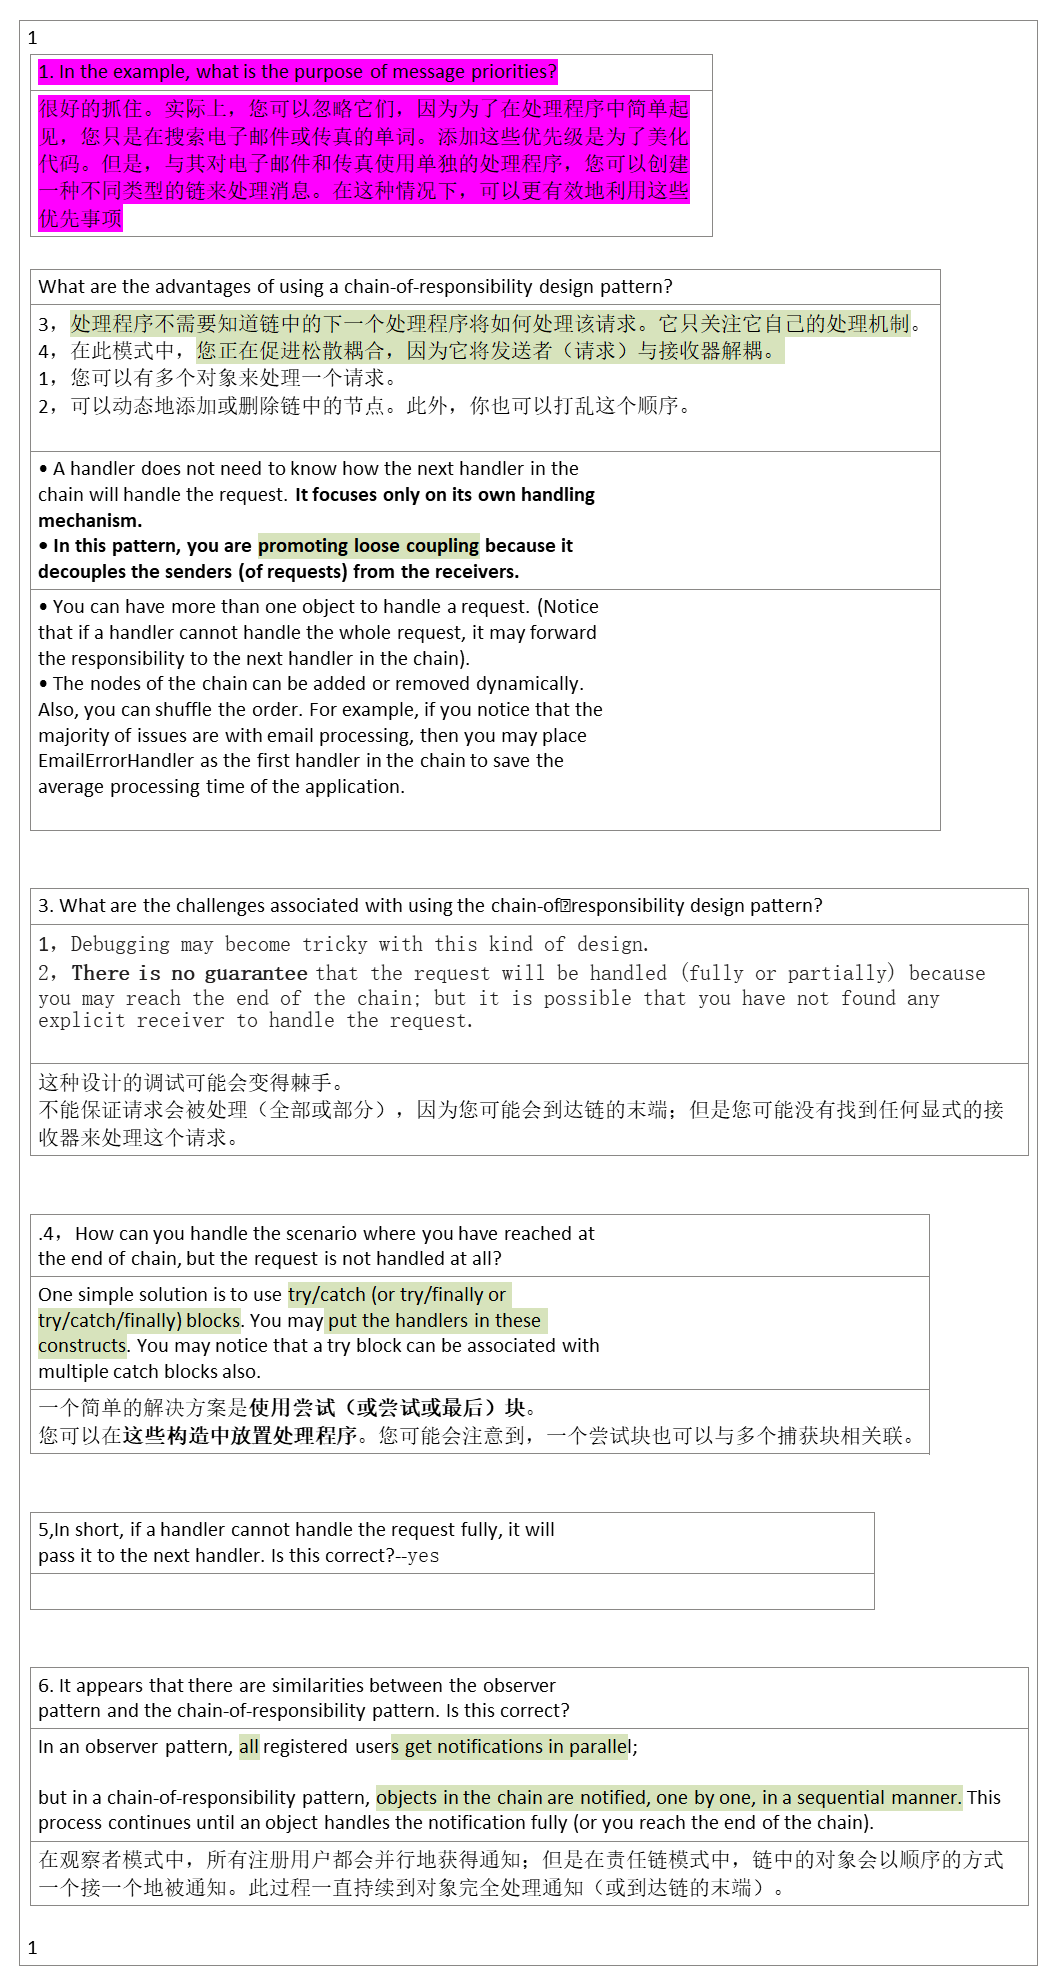 1
1. In the example, what is the purpose of message priorities?
很好的抓住。实际上，您可以忽略它们，因为为了在处理程序中简单起
见，您只是在搜索电子邮件或传真的单词。添加这些优先级是为了美化
代码。但是，与其对电子邮件和传真使用单独的处理程序，您可以创建
一种不同类型的链来处理消息。在这种情况下，可以更有效地利用这些
优先事项
What are the advantages of using a chain-of-responsibility design pattern?
3，处理程序不需要知道链中的下一个处理程序将如何处理该请求。它只关注它自己的处理机制。
4，在此模式中，您正在促进松散耦合，因为它将发送者（请求）与接收器解耦。
1，您可以有多个对象来处理一个请求。
2，可以动态地添加或删除链中的节点。此外，你也可以打乱这个顺序。
• A handler does not need to know how the next handler in the
chain will handle the request. It focuses only on its own handling
mechanism.
• In this pattern, you are promoting loose coupling because it
decouples the senders (of requests) from the receivers.
• You can have more than one object to handle a request. (Notice
that if a handler cannot handle the whole request, it may forward
the responsibility to the next handler in the chain).
• The nodes of the chain can be added or removed dynamically.
Also, you can shuffle the order. For example, if you notice that the
majority of issues are with email processing, then you may place
EmailErrorHandler as the first handler in the chain to save the
average processing time of the application.
3. What are the challenges associated with using the chain-of�responsibility design pattern?
1，Debugging may become tricky with this kind of design.
2，There is no guarantee that the request will be handled (fully or partially) because
you may reach the end of the chain; but it is possible that you have not found any
explicit receiver to handle the request.
这种设计的调试可能会变得棘手。
不能保证请求会被处理（全部或部分），因为您可能会到达链的末端；但是您可能没有找到任何显式的接
收器来处理这个请求。
.4，How can you handle the scenario where you have reached at
the end of chain, but the request is not handled at all?
One simple solution is to use try/catch (or try/finally or
try/catch/finally) blocks. You may put the handlers in these
constructs. You may notice that a try block can be associated with
multiple catch blocks also.
一个简单的解决方案是使用尝试（或尝试或最后）块。
您可以在这些构造中放置处理程序。您可能会注意到，一个尝试块也可以与多个捕获块相关联。
5,In short, if a handler cannot handle the request fully, it will
pass it to the next handler. Is this correct?--yes
6. It appears that there are similarities between the observer
pattern and the chain-of-responsibility pattern. Is this correct?
In an observer pattern, all registered users get notifications in parallel;
but in a chain-of-responsibility pattern, objects in the chain are notified, one by one, in a sequential manner. This
process continues until an object handles the notification fully (or you reach the end of the chain).
在观察者模式中，所有注册用户都会并行地获得通知；但是在责任链模式中，链中的对象会以顺序的方式
一个接一个地被通知。此过程一直持续到对象完全处理通知（或到达链的末端）。
1